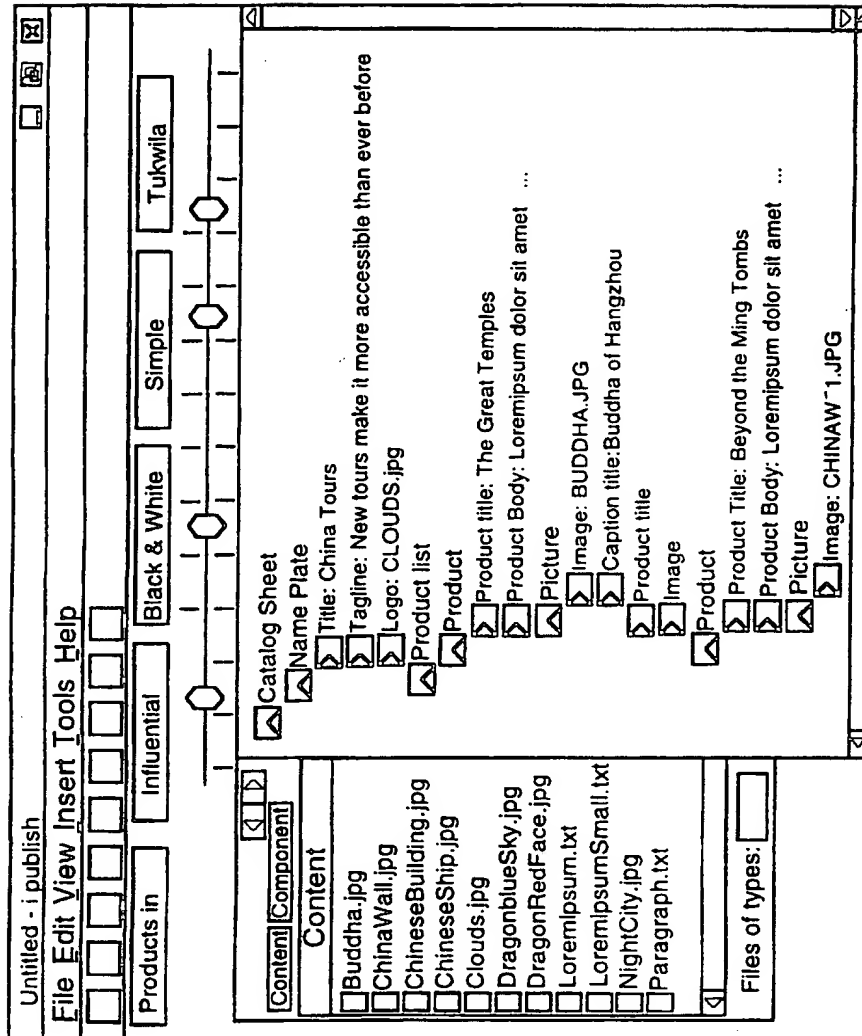 Untitled - i publish
File Edit View Insert Tools Help
Products in Influential Black & White Simple Tukwila
Content Component
Content
Buddha.jpg
ChinaWall.jpg
ChineseBuilding.jpg
ChineseShip.jpg
Clouds.jpg
DragonblueSky.jpg
DragonRedFace.jpg
LoremIpsum.txt
LoremIpsumSmall.txt
NightCity.jpg
Paragraph.txt
Files of types:
Catalog Sheet
Name Plate
Title: China Tours
Tagline: New tours make it more accessible than ever before
Logo: CLOUDS.jpg
Product list
Product
Product title: The Great Temples
Product Body: Loremipsum dolor sit amet ...
Picture
Image: BUDDHA.JPG
Caption title:Buddha of Hangzhou
Product title
Image
Product
Product Title: Beyond the Ming Tombs
Product Body: Loremipsum dolor sit amet ...
Picture
Image: CHINAW~1.JPG